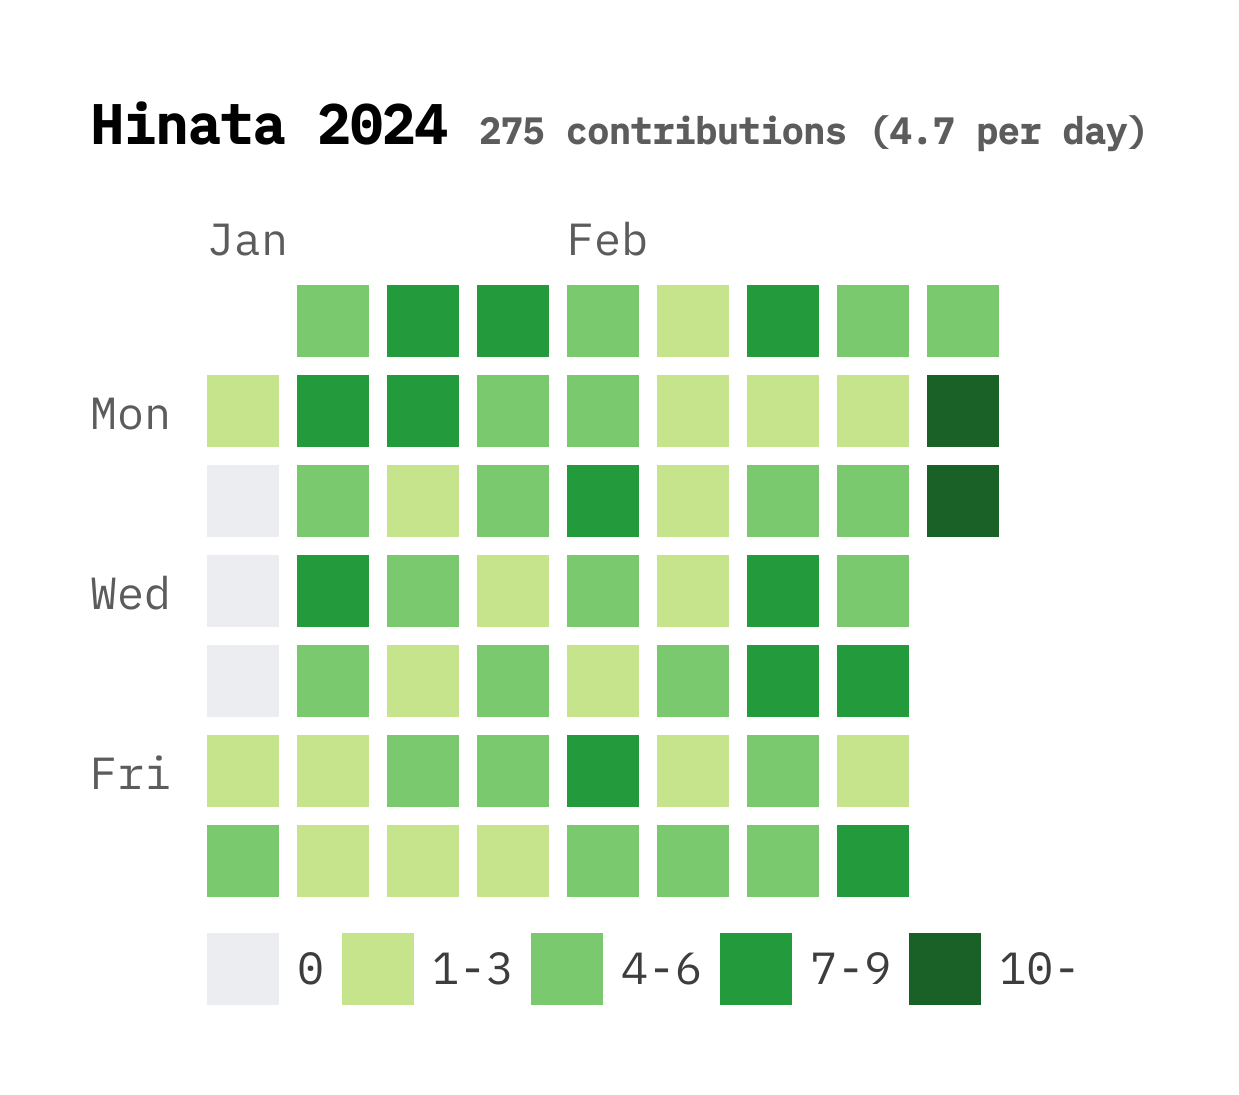 Hinata 2024 275 contributions (4.7 per day)
Jan Feb
Mon
Wed
Fri
0 1-3 4-6 7-9 10-